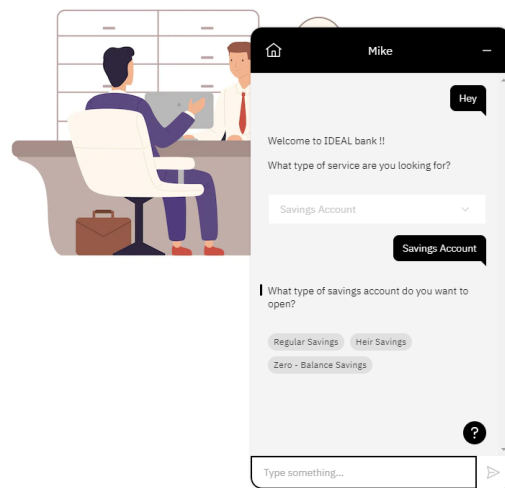 Mike
Hey
Welcome to IDEAL bank !!
What type of service are you looking for?
Savings Account
Savings Account
What type of savings account do you want to
open?
Regular Savings Heir Savings
Zero - Balance Savings
?
Type something...